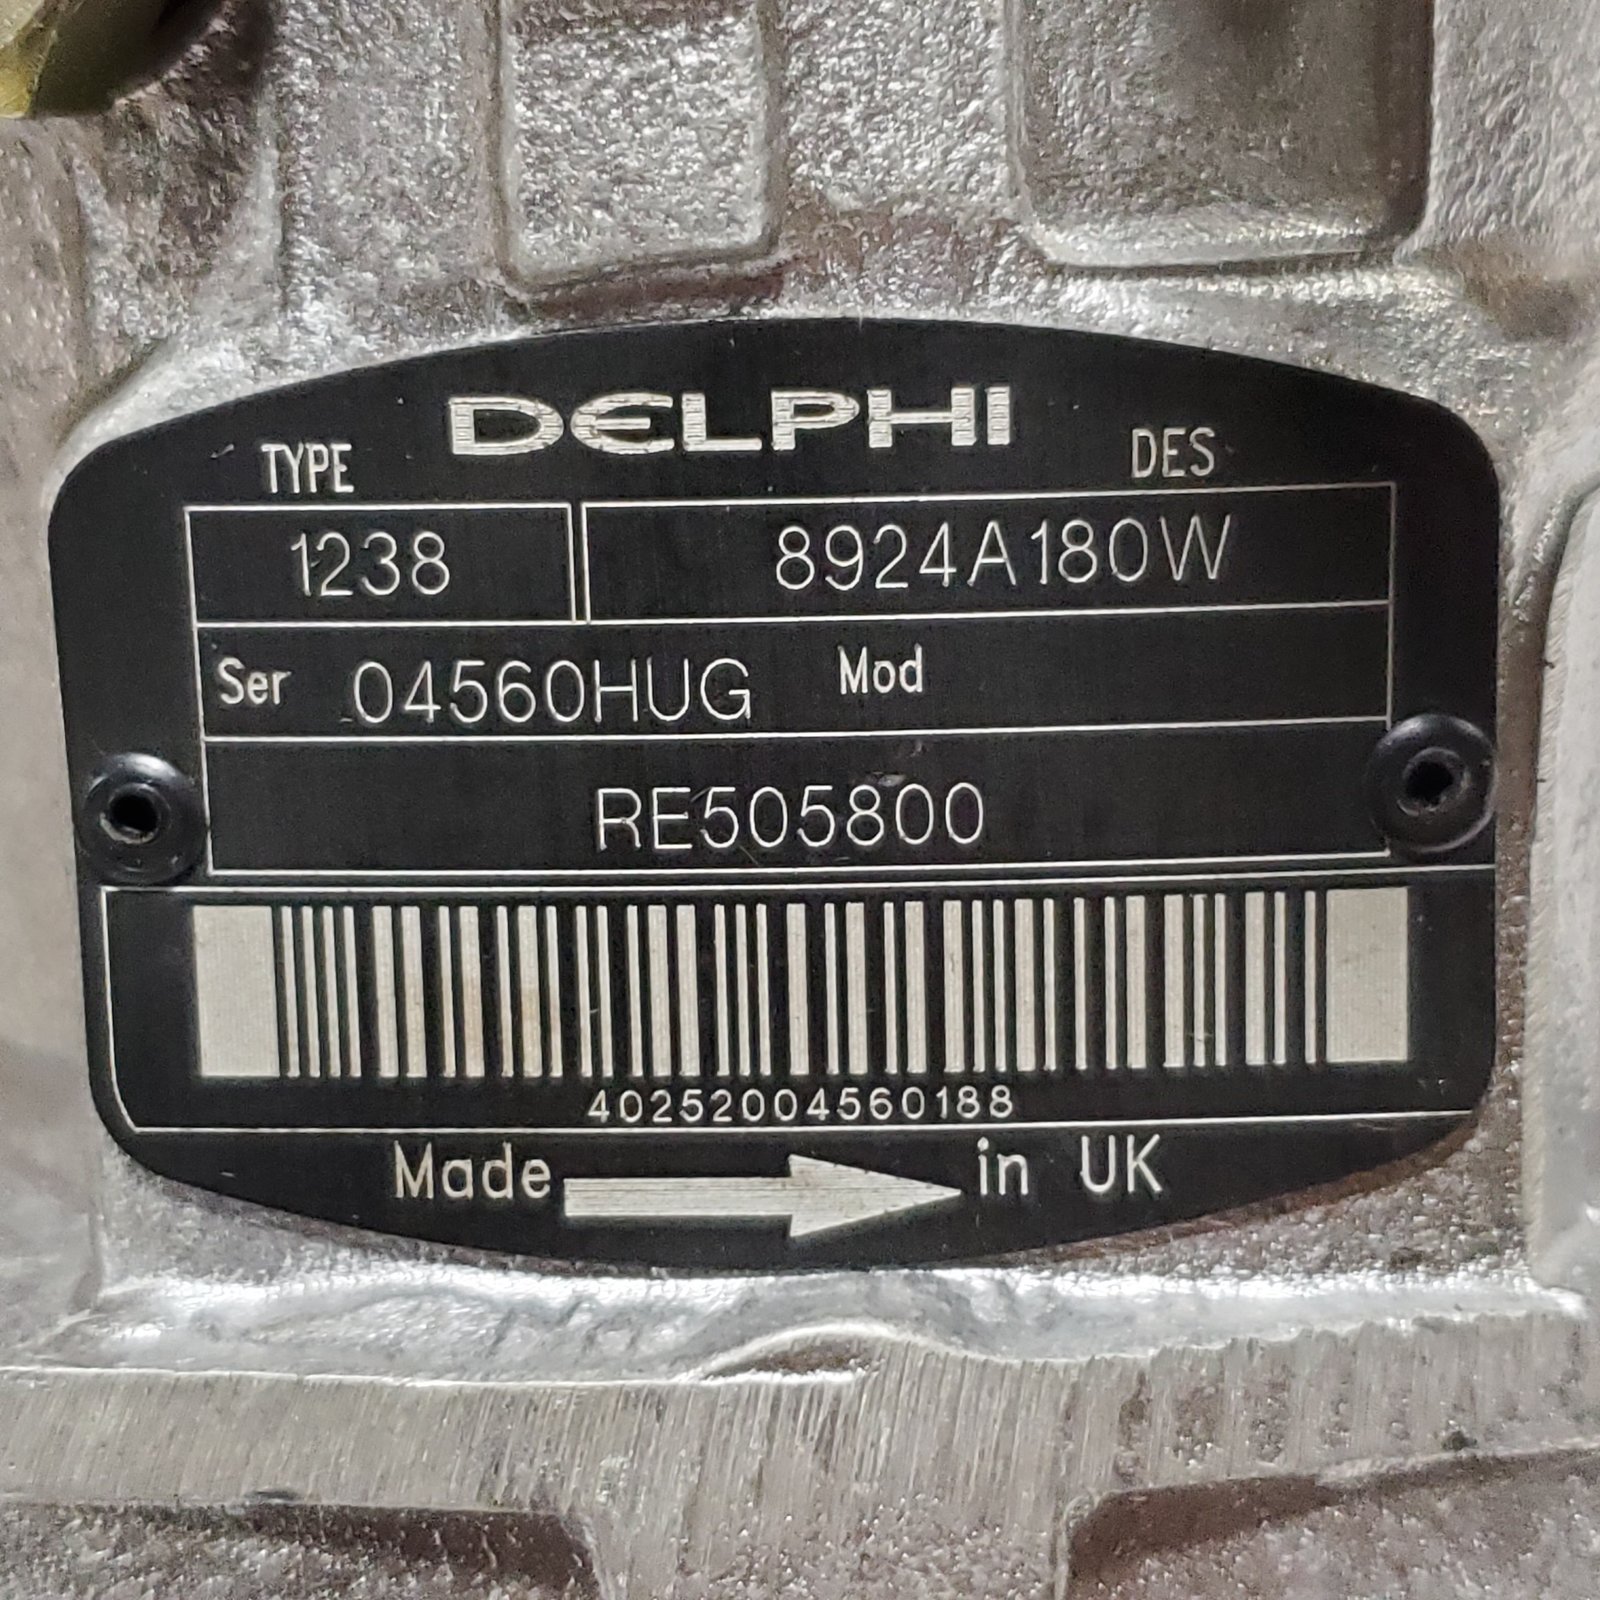 DELPHI
TYPE DES
1238 8924A180W
Ser 04560HUG Mod
RE505800
40252004560188
Made in UK